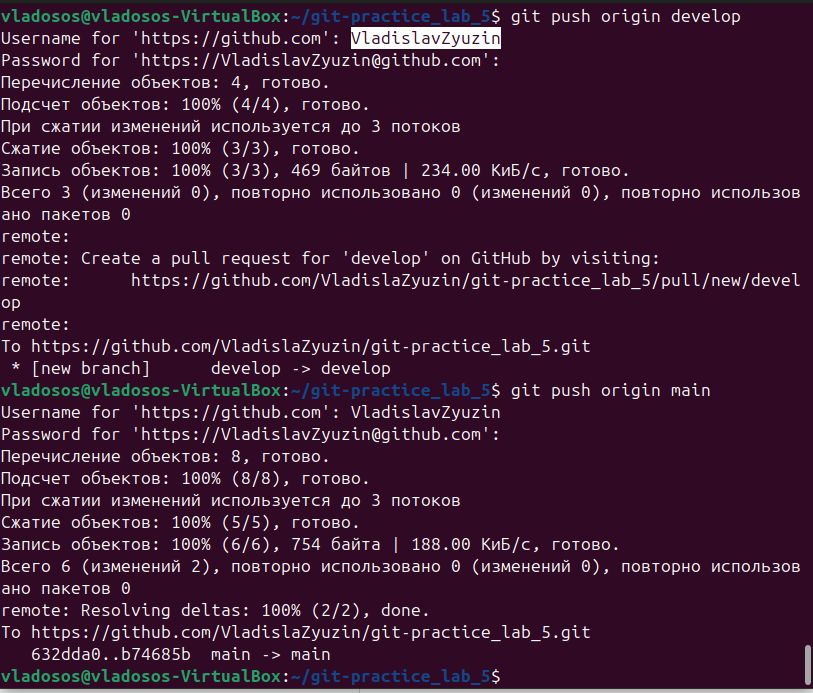 vladosos@vladosos-VirtualBox:~/git-practice_lab_5$ git push origin develop
Username for 'https://github.com': VladislavZyuzin
Password for 'https://VladislavZyuzin@github.com':
Перечисление объектов: 4, готово.
Подсчет объектов: 100% (4/4), готово.
При сжатии изменений используется до 3 потоков
Сжатие объектов: 100% (3/3), готово.
Запись объектов: 100% (3/3), 469 байтов | 234.00 КиБ/с, готово.
Всего 3 (изменений 0), повторно использовано 0 (изменений 0), повторно использов
ано пакетов 0
remote:
remote: Create a pull request for 'develop' on GitHub by visiting:
remote:      https://github.com/VladislaZyuzin/git-practice_lab_5/pull/new/devel
op
remote:
To https://github.com/VladislaZyuzin/git-practice_lab_5.git
 * [new branch]      develop -> develop
vladosos@vladosos-VirtualBox:~/git-practice_lab_5$ git push origin main
Username for 'https://github.com': VladislavZyuzin
Password for 'https://VladislavZyuzin@github.com':
Перечисление объектов: 8, готово.
Подсчет объектов: 100% (8/8), готово.
При сжатии изменений используется до 3 потоков
Сжатие объектов: 100% (5/5), готово.
Запись объектов: 100% (6/6), 754 байта | 188.00 КиБ/с, готово.
Всего 6 (изменений 2), повторно использовано 0 (изменений 0), повторно использов
ано пакетов 0
remote: Resolving deltas: 100% (2/2), done.
To https://github.com/VladislaZyuzin/git-practice_lab_5.git
   632dda0..b74685b  main -> main
vladosos@vladosos-VirtualBox:~/git-practice_lab_5$